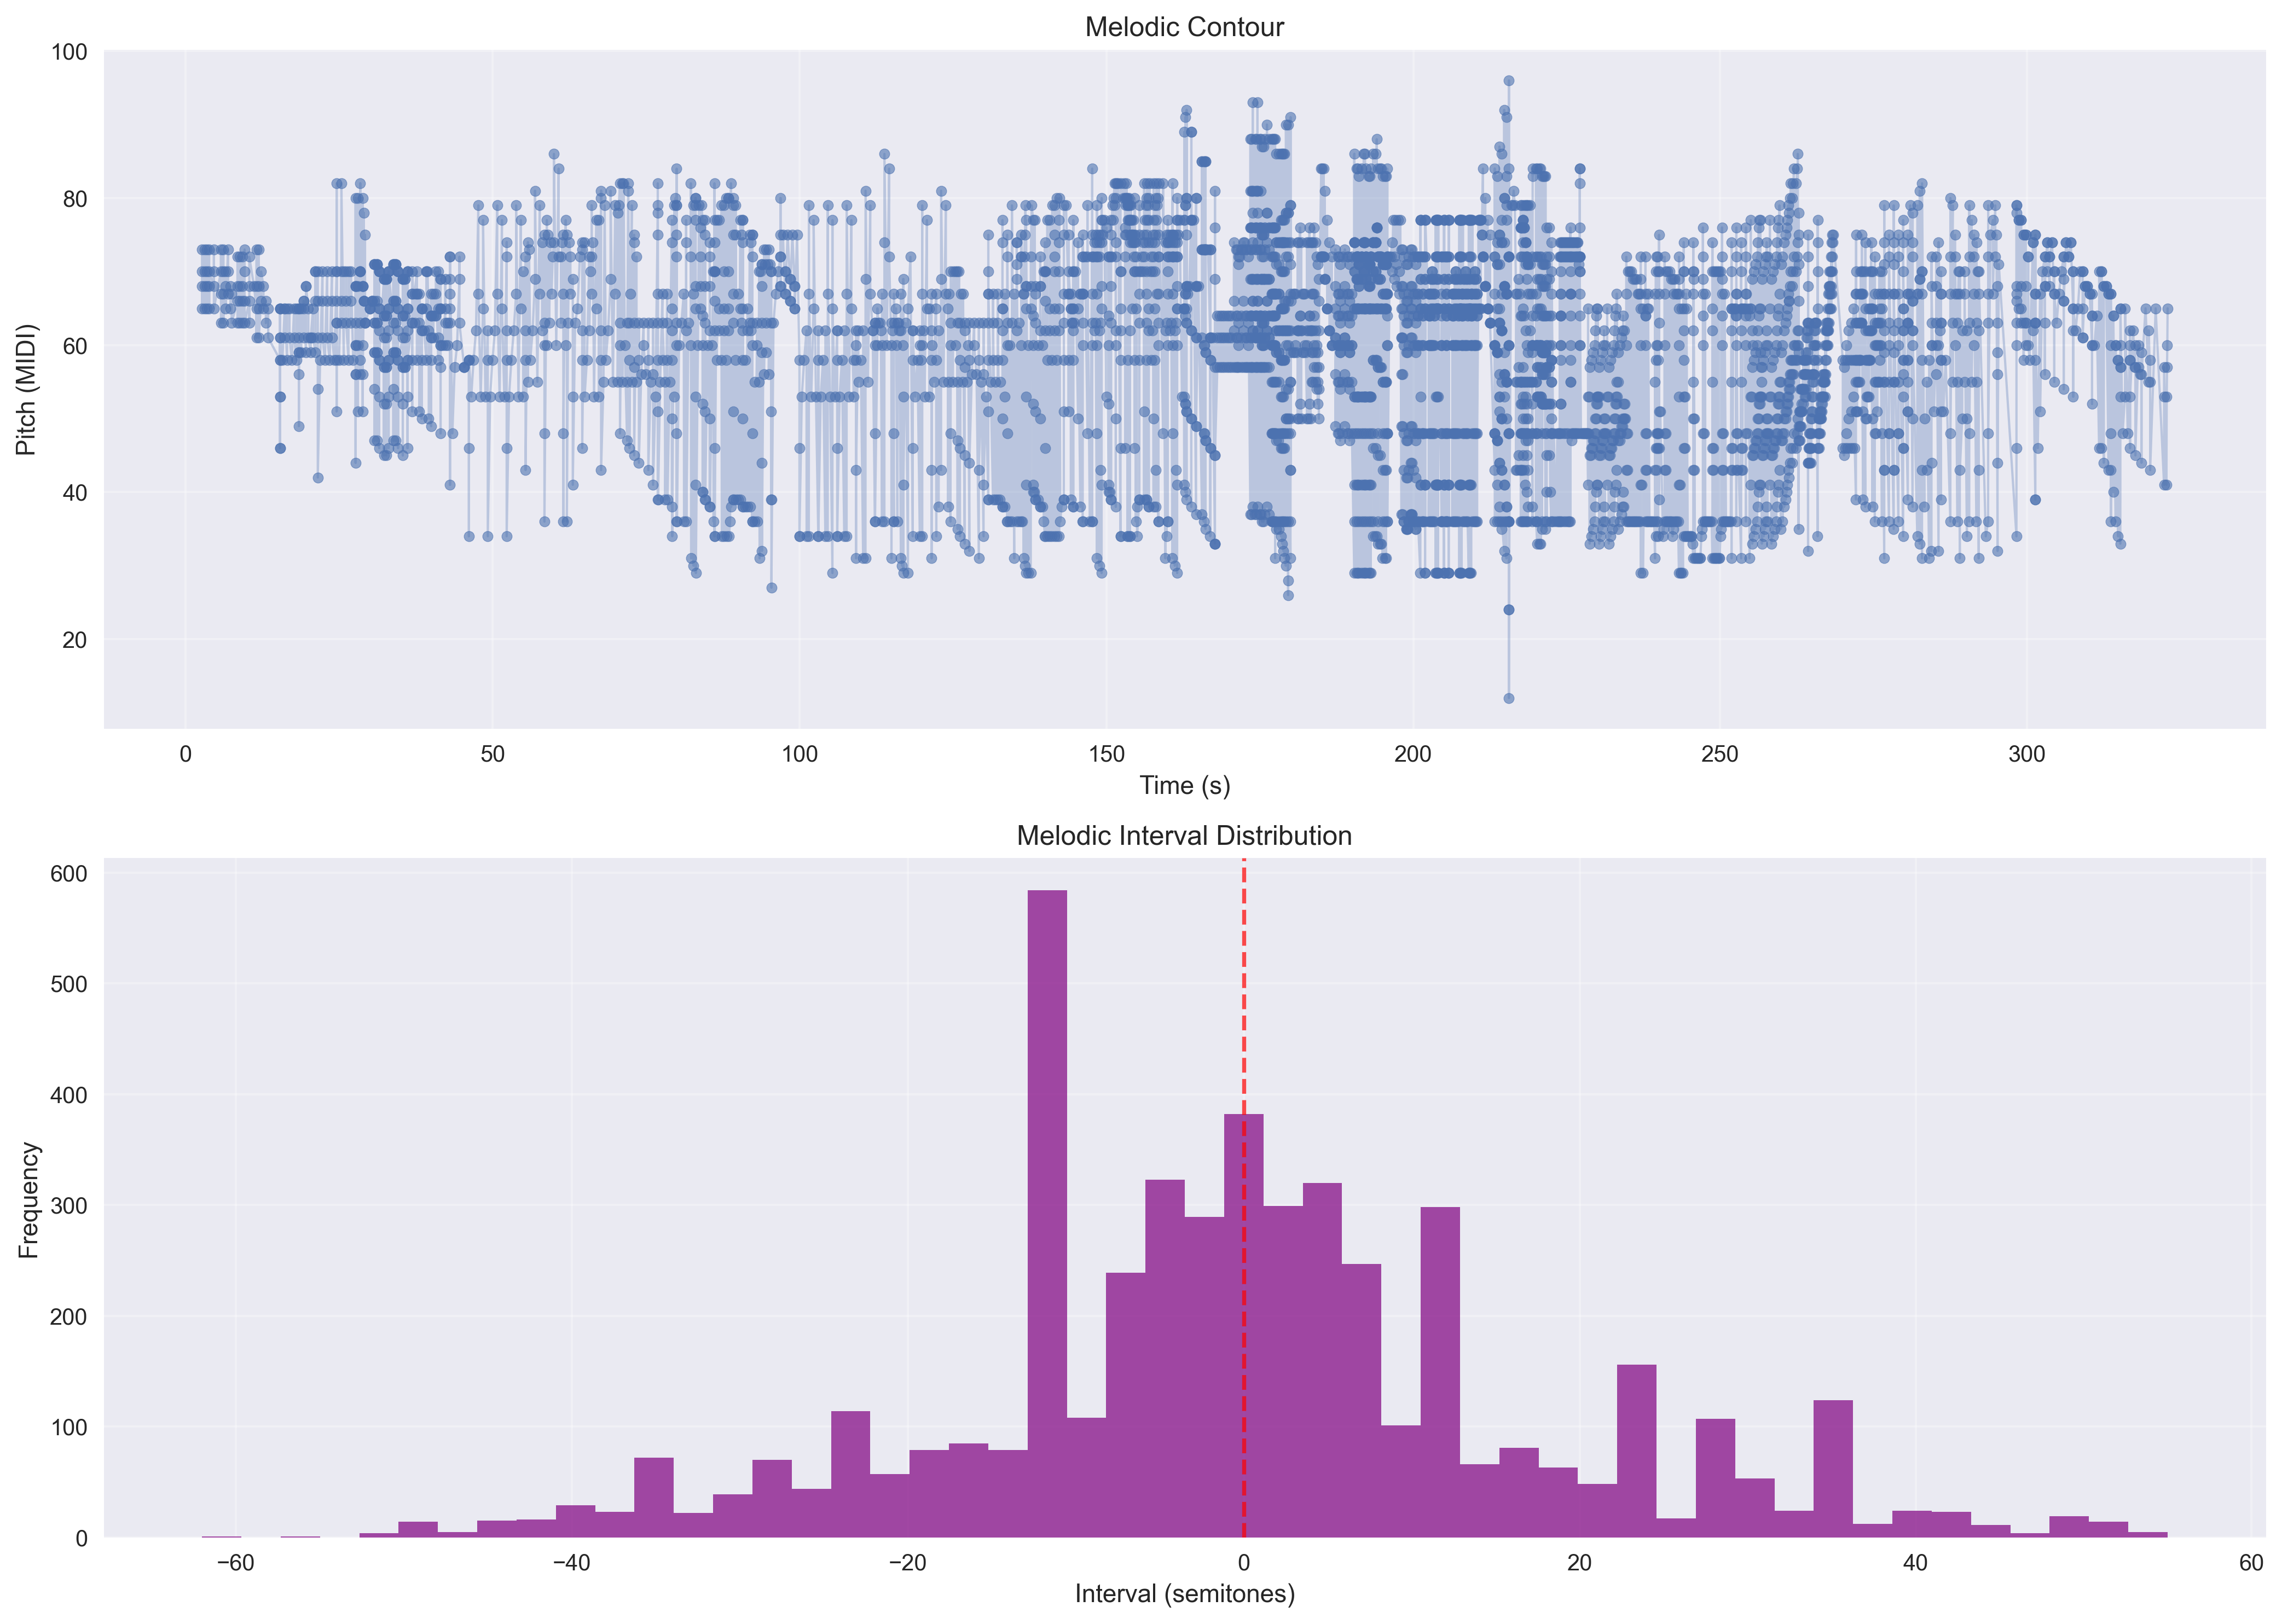 Melodic Contour
100
80
60
40
20
Pitch (MIDI)
0 50 100 150 200 250 300
Time (s)
Melodic Interval Distribution
600
500
400
300
200
100
0
Frequency
−60 −40 −20 0 20 40 60
Interval (semitones)